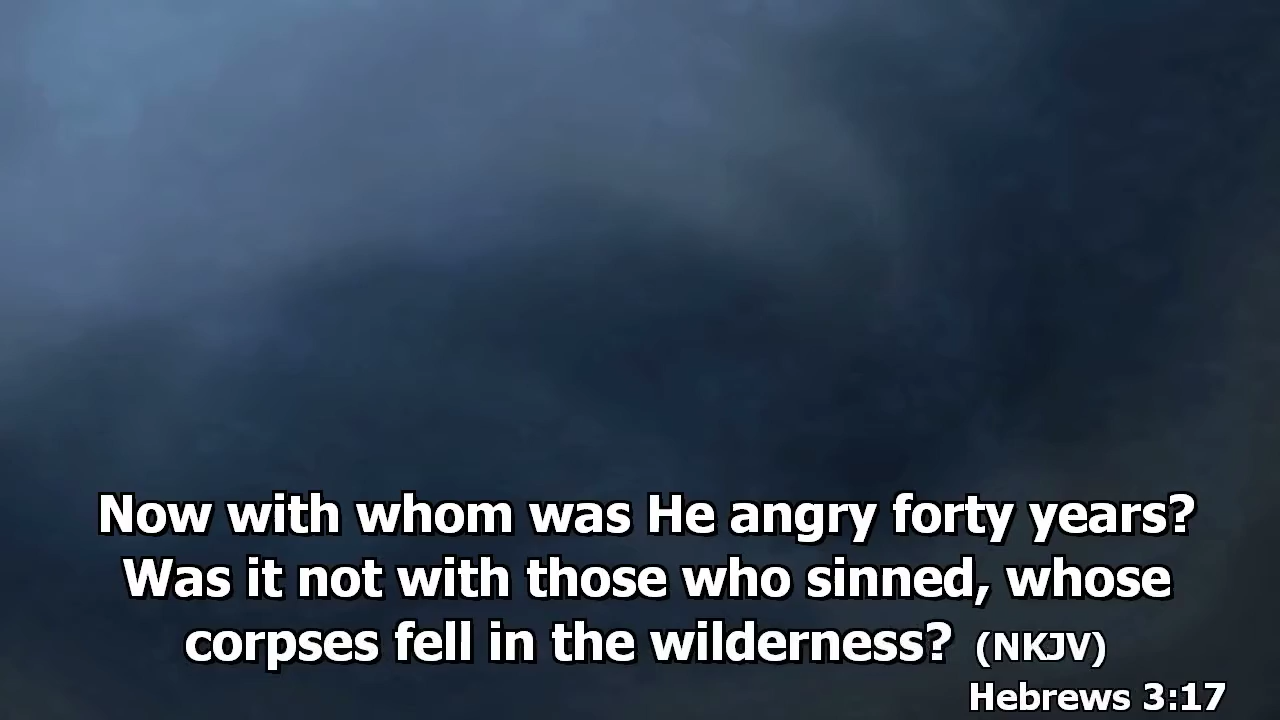 Now with whom was He angry forty years?
Was it not with those who sinned, whose
corpses fell in the wilderness? (NKJV)
Hebrews 3:17